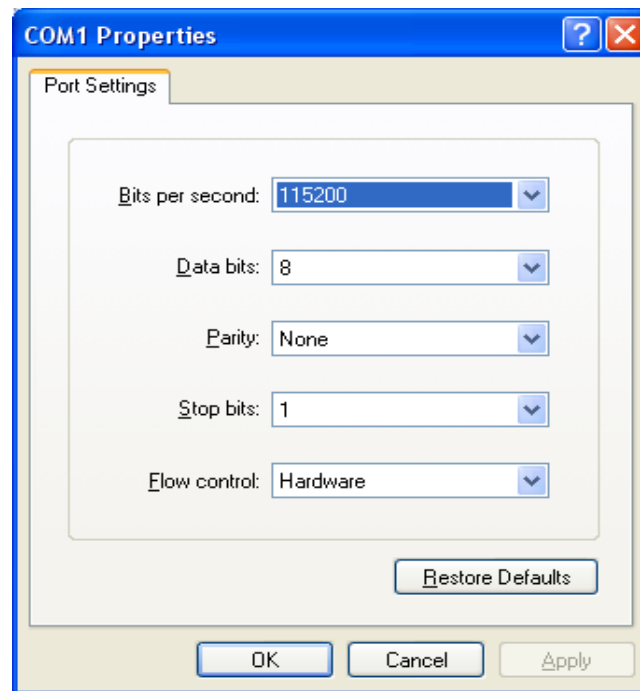 COM1 Properties
Port Settings
Bits per second: 115200
Data bits: 8
Parity: None
Stop bits: 1
Flow control: Hardware
Restore Defaults
OK Cancel Apply